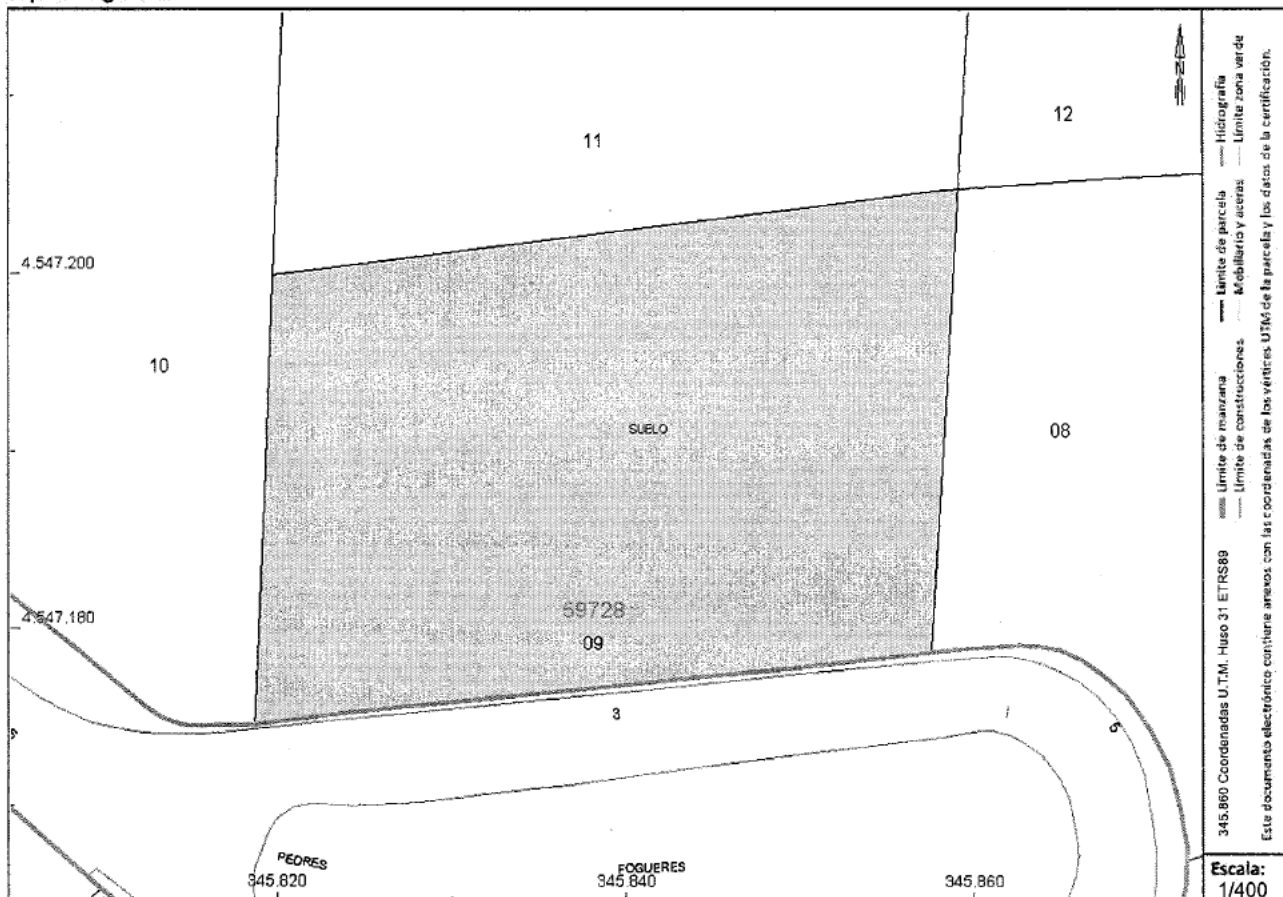 11
12
4.547.200
10
SUELO
08
4.547.180
59728
09
3
6
PEDRES
FOGUERES
345.820
345.840
345.860
345.860 Coordenadas U.T.M. Huso 31 ETRS89
Límite de manzana
Límite de parcela
Hidrografía
Límite de construcciones
Mobiliario y aceras
Límite zona verde
Este documento electrónico contiene anexos con las coordenadas de los vértices UTM de la parcela y los datos de la certificación.
Escala:
1/400